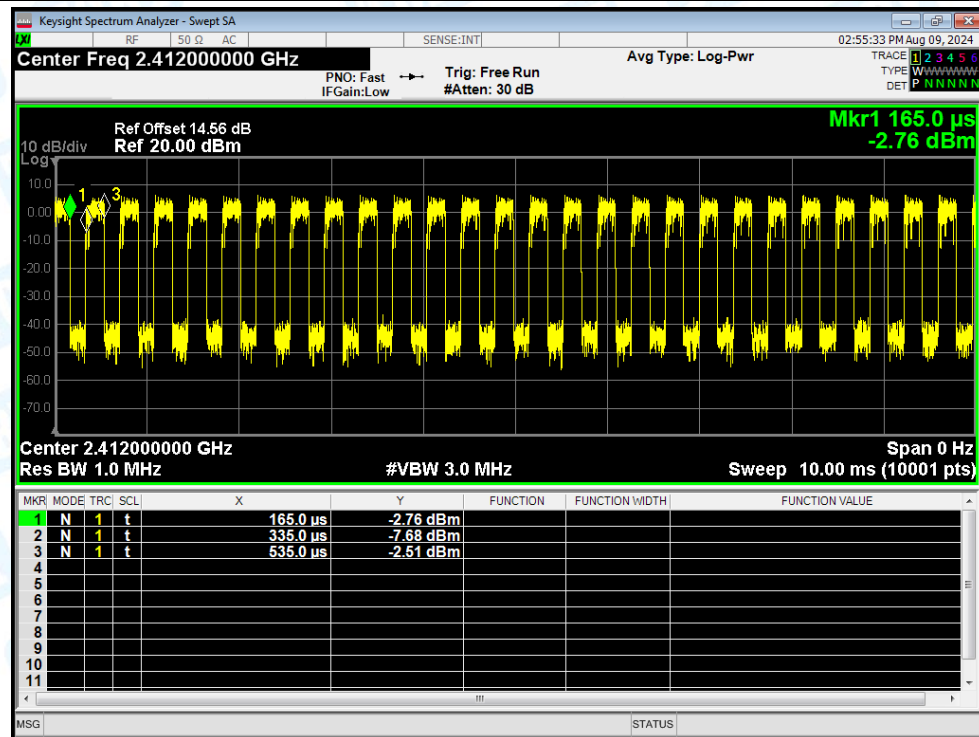 Keysight Spectrum Analyzer - Swept SA
LXI RF 50 Ω AC SENSE:INT 02:55:33 PM Aug 09, 2024
Center Freq 2.412000000 GHz Avg Type: Log-Pwr TRACE 1 2 3 4 5 6
PNO: Fast Trig: Free Run TYPE WWWWWW
IFGain:Low #Atten: 30 dB DET P N N N N N
Mkr1 165.0 µs
Ref Offset 14.56 dB
10 dB/div Ref 20.00 dBm -2.76 dBm
Log
10.0
0.00
-10.0
-20.0
-30.0
-40.0
-50.0
-60.0
-70.0
1 3
Center 2.412000000 GHz Span 0 Hz
Res BW 1.0 MHz #VBW 3.0 MHz Sweep 10.00 ms (10001 pts)
MKR MODE TRC SCL X Y FUNCTION FUNCTION WIDTH FUNCTION VALUE
1 N 1 t 165.0 µs -2.76 dBm
2 N 1 t 335.0 µs -7.68 dBm
3 N 1 t 535.0 µs -2.51 dBm
4
5
6
7
8
9
10
11
MSG STATUS